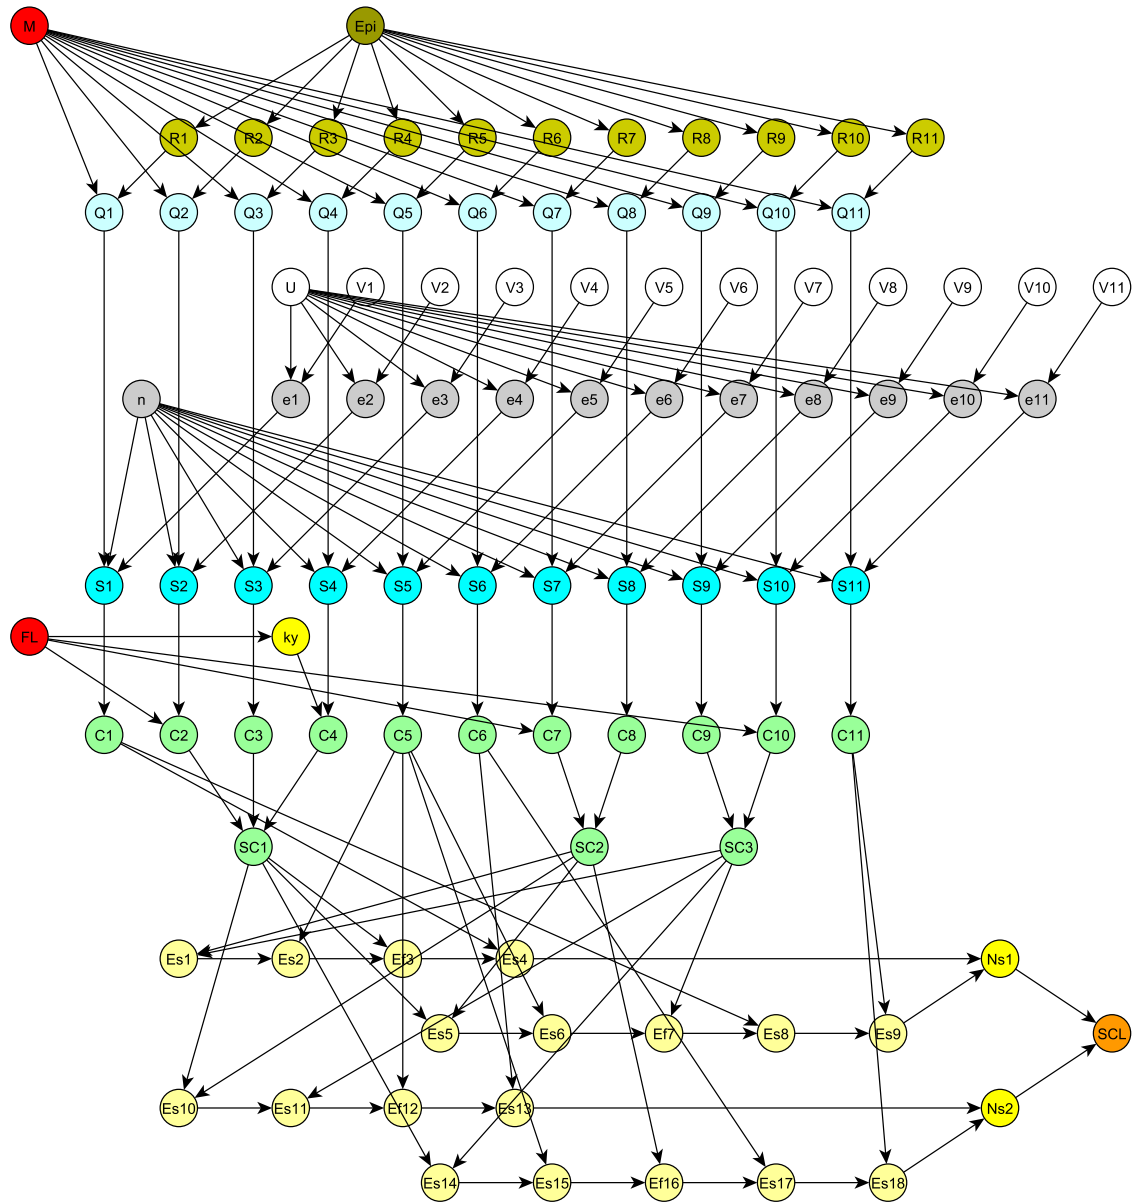 M Epi
R1 R2 R3 R4 R5 R6 R7 R8 R9 R10 R11
Q1 Q2 Q3 Q4 Q5 Q6 Q7 Q8 Q9 Q10 Q11
U V1 V2 V3 V4 V5 V6 V7 V8 V9 V10 V11
n e1 e2 e3 e4 e5 e6 e7 e8 e9 e10 e11
S1 S2 S3 S4 S5 S6 S7 S8 S9 S10 S11
FL ky
C1 C2 C3 C4 C5 C6 C7 C8 C9 C10 C11
SC1 SC2 SC3
Es1 Es2 Ef3 Es4 Ns1
Es5 Es6 Ef7 Es8 Es9 SCL
Es10 Es11 Ef12 Es13 Ns2
Es14 Es15 Ef16 Es17 Es18